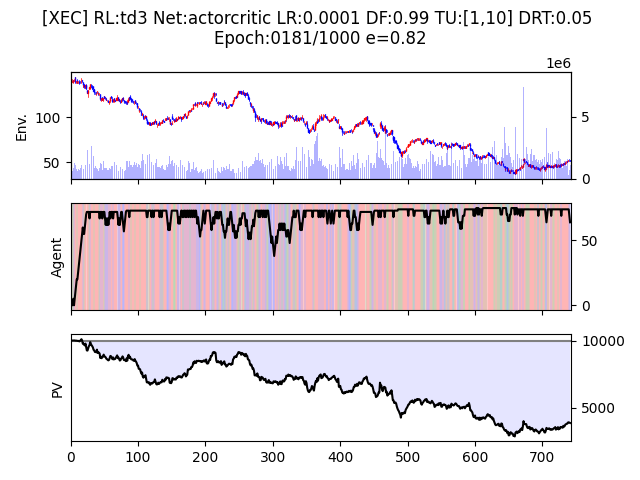 [XEC] RL:td3 Net:actorcritic LR:0.0001 DF:0.99 TU:[1,10] DRT:0.05
Epoch:0181/1000 e=0.82
1e6
Env.
100
50
5
0
Agent
50
0
PV
10000
5000
0 100 200 300 400 500 600 700